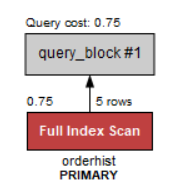 Query cost: 0.75
query_block #1
0.75 5 rows
Full Index Scan
orderhist
PRIMARY